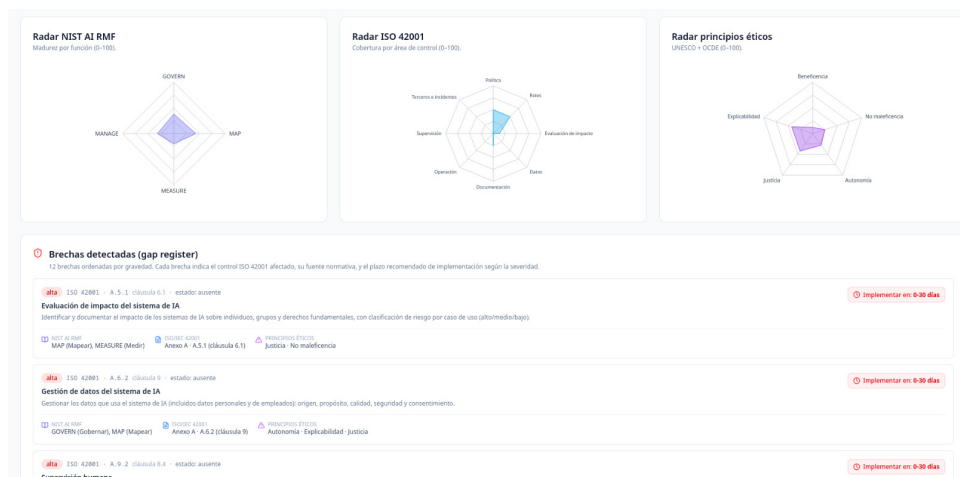 Radar NIST AI RMF
Madurez por función (0–100).
GOVERN
MANAGE
MAP
MEASURE
Radar ISO 42001
Cobertura por área de control (0–100).
Política
Terceros e incidentes
Roles
Supervisión
Evaluación de impacto
Operación
Datos
Documentación
Radar principios éticos
UNESCO + OCDE (0–100).
Beneficencia
Explicabilidad
No maleficencia
Justicia
Autonomía
Brechas detectadas (gap register)
12 brechas ordenadas por gravedad. Cada brecha indica el control ISO 42001 afectado, su fuente normativa, y el plazo recomendado de implementación según la severidad.
alta ISO 42001 · A.5.1 cláusula 6.1 · estado: ausente
Implementar en: 0-30 días
Evaluación de impacto del sistema de IA
Identificar y documentar el impacto de los sistemas de IA sobre individuos, grupos y derechos fundamentales, con clasificación de riesgo por caso de uso (alto/medio/bajo).
NIST AI RMF
MAP (Mapear), MEASURE (Medir)
ISO/IEC 42001
Anexo A · A.5.1 (cláusula 6.1)
PRINCIPIOS ÉTICOS
Justicia · No maleficencia
alta ISO 42001 · A.6.2 cláusula 9 · estado: ausente
Implementar en: 0-30 días
Gestión de datos del sistema de IA
Gestionar los datos que usa el sistema de IA (incluidos datos personales y de empleados): origen, propósito, calidad, seguridad y consentimiento.
NIST AI RMF
GOVERN (Gobernar), MAP (Mapear)
ISO/IEC 42001
Anexo A · A.6.2 (cláusula 9)
PRINCIPIOS ÉTICOS
Autonomía · Explicabilidad · Justicia
alta ISO 42001 · A.9.2 cláusula 8.4 · estado: ausente
Implementar en: 0-30 días
Supervisión humana